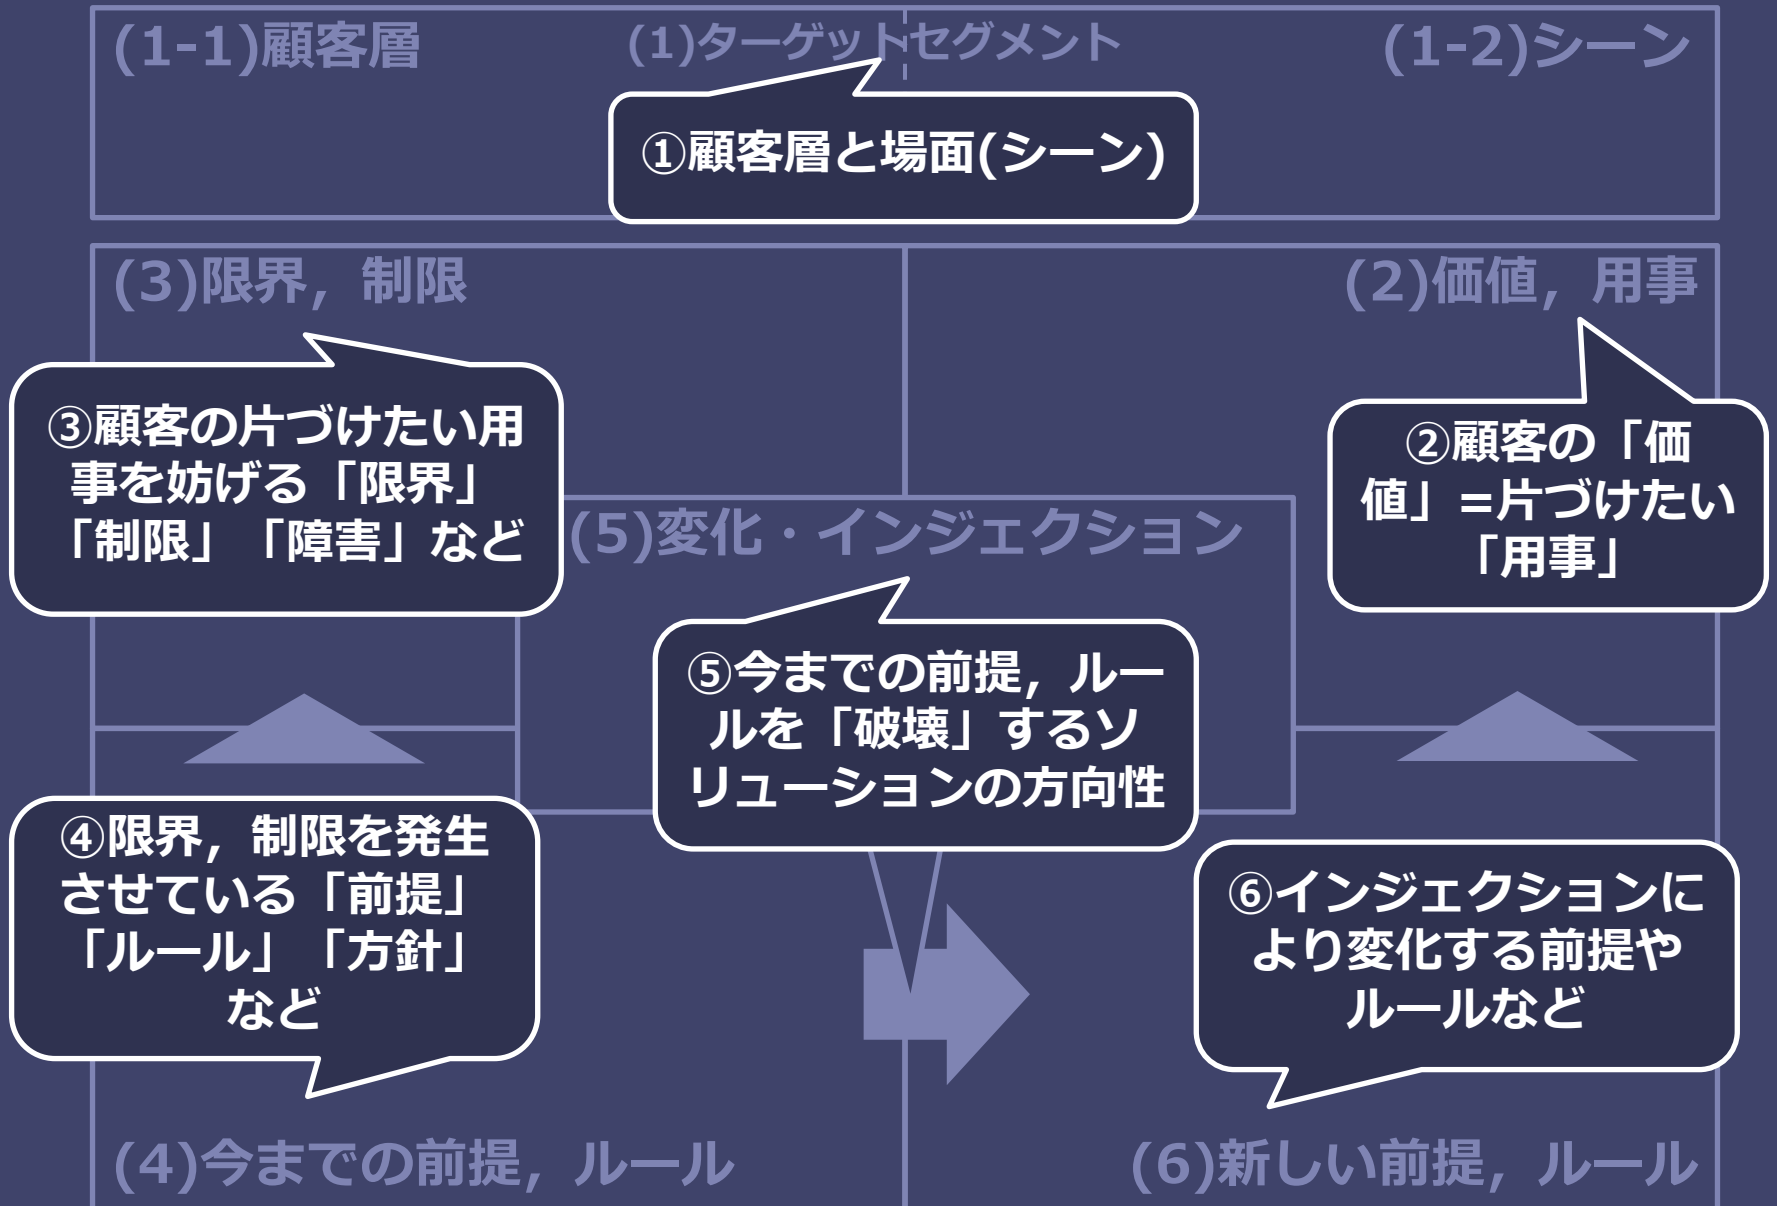 (1-1)顧客層
(1)ターゲットセグメント
(1-2)シーン
①顧客層と場面(シーン)
(3)限界，制限
(2)価値，用事
③顧客の片づけたい用
事を妨げる「限界」
「制限」「障害」など
②顧客の「価
値」=片づけたい
「用事」
(5)変化・インジェクション
⑤今までの前提，ルー
ルを「破壊」するソ
リューションの方向性
④限界，制限を発生
させている「前提」
「ルール」「方針」
など
⑥インジェクションに
より変化する前提や
ルールなど
(4)今までの前提，ルール
(6)新しい前提，ルール